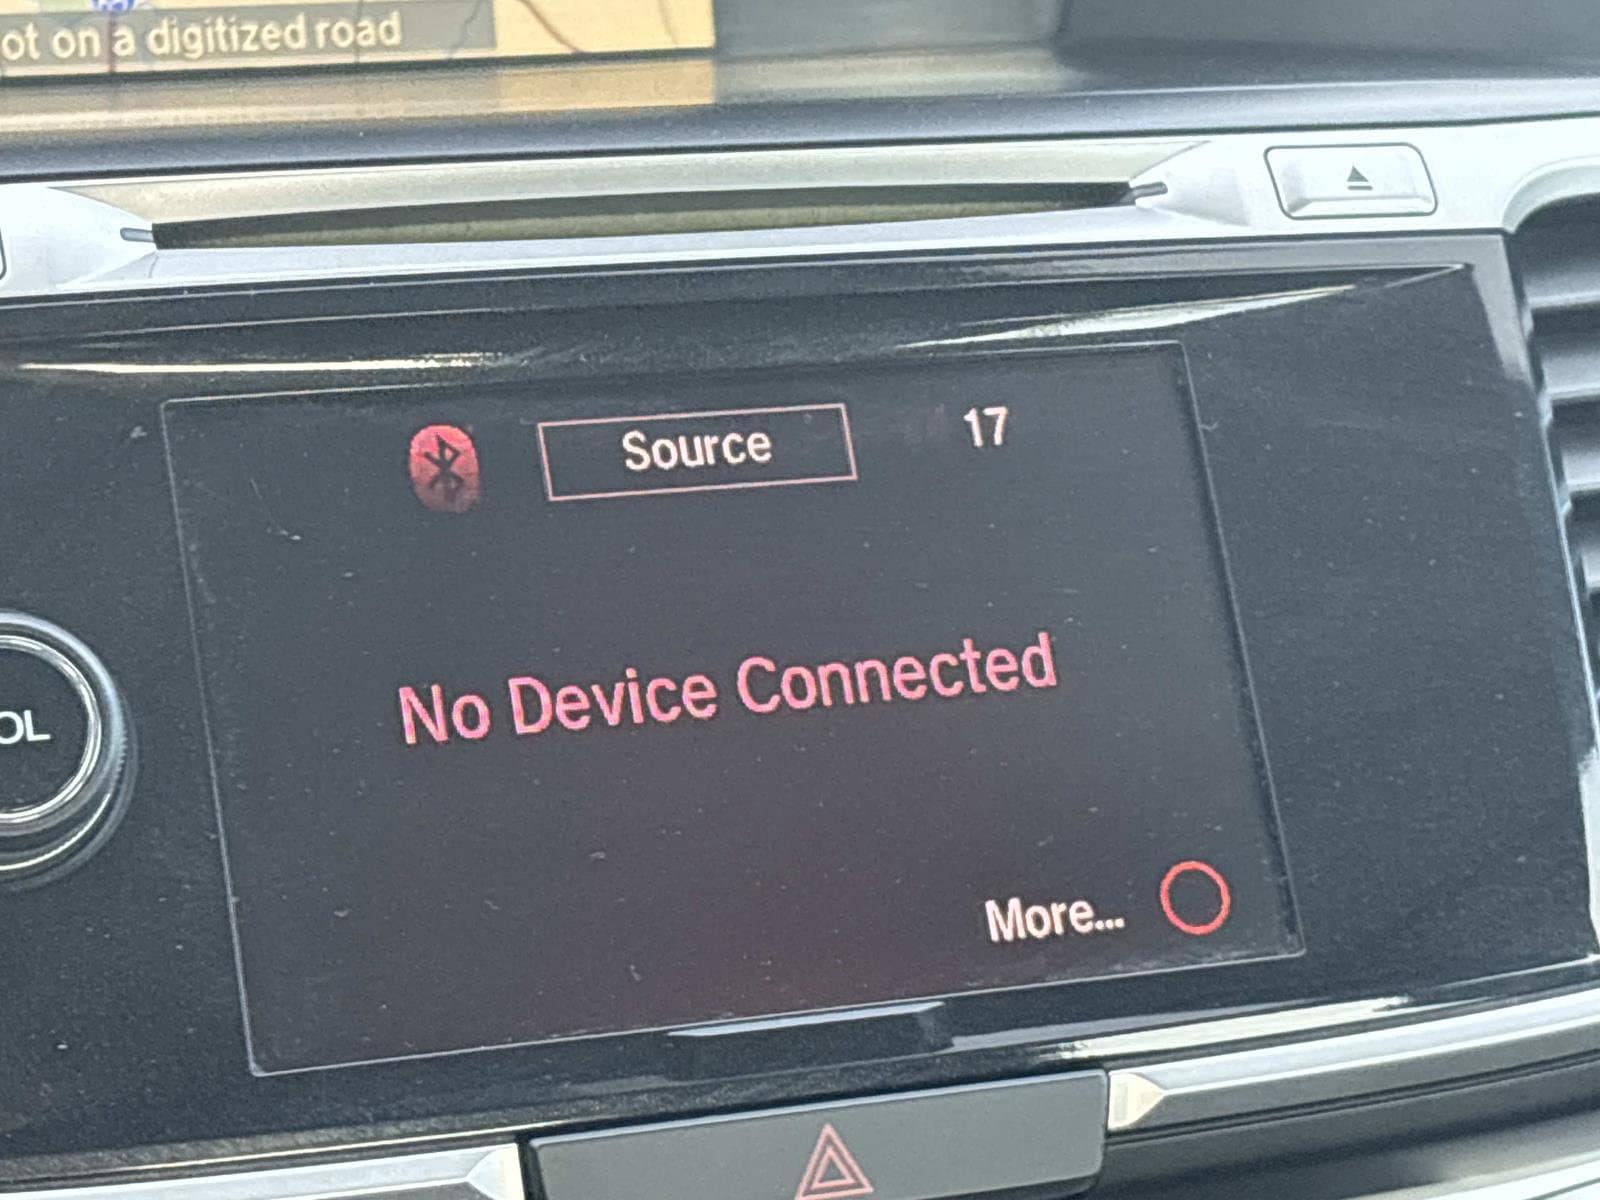 ot on a digitized road
Source
17
No Device Connected
OL
More...